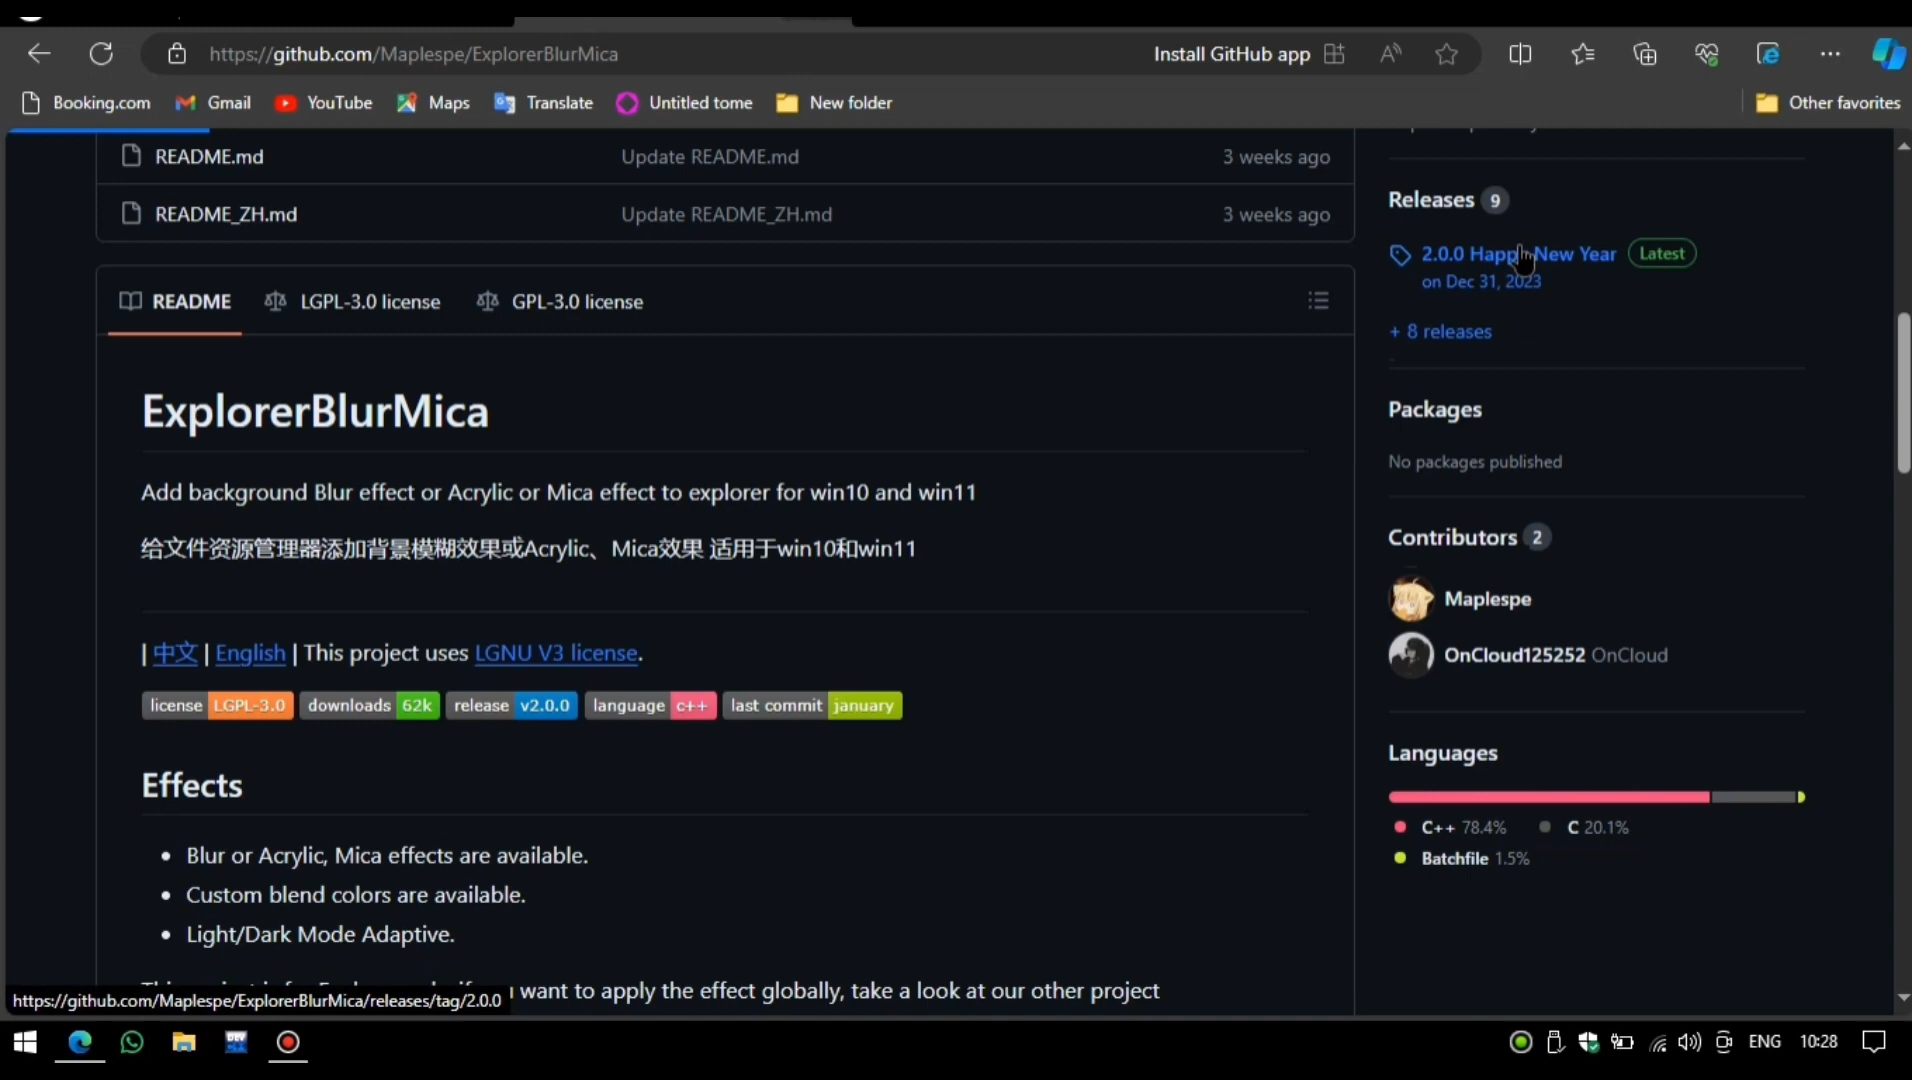 https://github.com/Maplespe/ExplorerBlurMica
Install GitHub app
Booking.com
Gmail
YouTube
Maps
Translate
Untitled tome
New folder
Other favorites
README.md
Update README.md
3 weeks ago
README_ZH.md
Update README_ZH.md
3 weeks ago
README
LGPL-3.0 license
GPL-3.0 license
ExplorerBlurMica
Add background Blur effect or Acrylic or Mica effect to explorer for win10 and win11
给文件资源管理器添加背景模糊效果或Acrylic、Mica效果 适用于win10和win11
| 中文 | English | This project uses LGNU V3 license.
license LGPL-3.0
downloads 62k
release v2.0.0
language c++
last commit january
Effects
• Blur or Acrylic, Mica effects are available.
• Custom blend colors are available.
• Light/Dark Mode Adaptive.
want to apply the effect globally, take a look at our other project
https://github.com/Maplespe/ExplorerBlurMica/releases/tag/2.0.0
Releases 9
2.0.0 Happy New Year
Latest
on Dec 31, 2023
+ 8 releases
Packages
No packages published
Contributors 2
Maplespe
OnCloud125252 OnCloud
Languages
C++ 78.4%
C 20.1%
Batchfile 1.5%
DEV
ENG
10:28